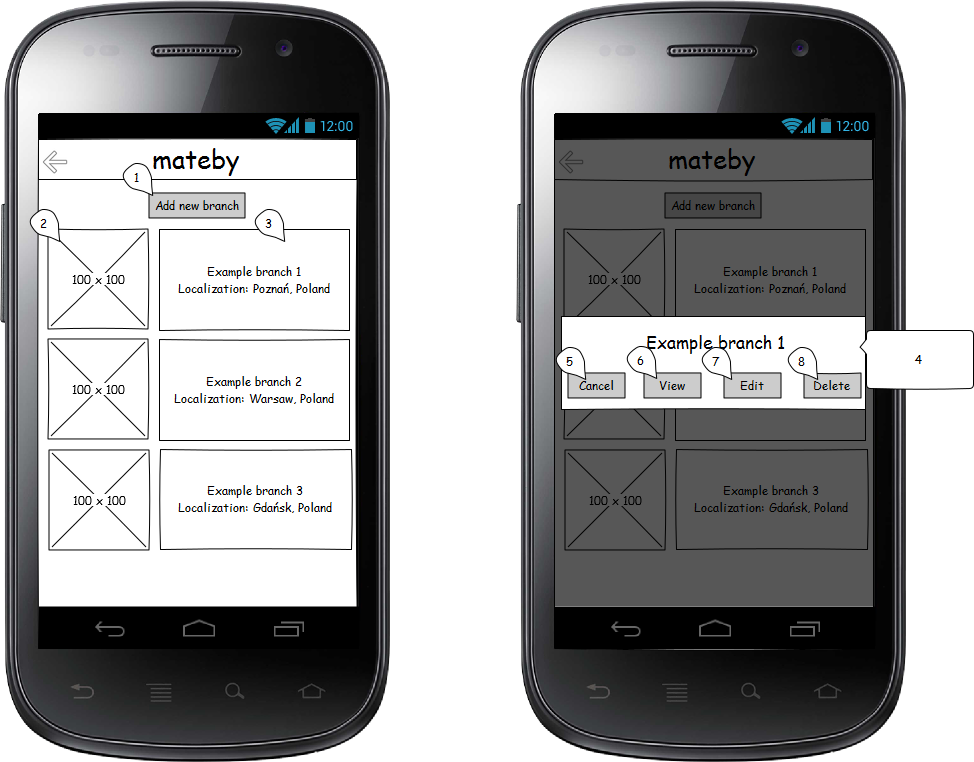 12:00
mateby
1
Add new branch
2
3
100 x 100
Example branch 1
Localization: Poznań, Poland
100 x 100
Example branch 2
Localization: Warsaw, Poland
100 x 100
Example branch 3
Localization: Gdańsk, Poland
12:00
mateby
Add new branch
100 x 100
Example branch 1
Localization: Poznań, Poland
Example branch 1
4
5
6
7
8
Cancel
View
Edit
Delete
100 x 100
Example branch 3
Localization: Gdańsk, Poland